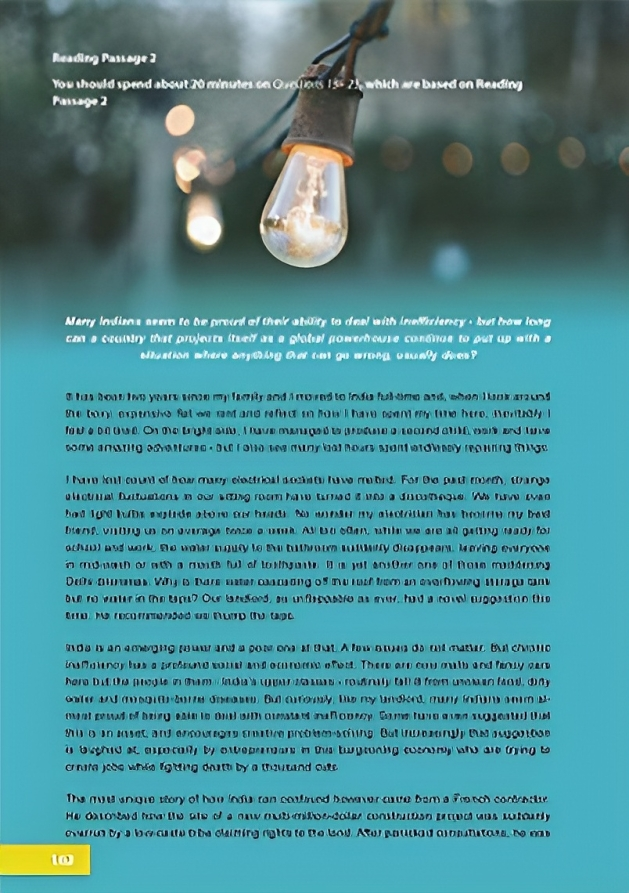 Reading Passage 2
You should spend about 20 minutes on Questions 13-25, which are based on Reading
Passage 2
Many Indians seem to be proud of their ability to deal with inefficiency - but how long
can a country that projects itself as a global powerhouse continue to put up with a
situation where anything that can go wrong, usually does?
It has been two years since my family and I moved to India full-time and, when I look around
the boxy, expensive flat we rent and reflect on how I have spent my time here, inevitably I
feel a bit tired. On the bright side, I have managed to produce a second child, work and have
some amazing adventures - but I also see many lost hours spent endlessly repairing things.
I have lost count of how many electrical sockets have melted. For the past month, strange
electrical fluctuations in our sitting room have turned it into a discotheque. We have even
had light bulbs explode above our heads. No wonder my electrician has become my best
friend, visiting us on average twice a week. All too often, while we are all getting ready for
school and work, the water supply to the bathroom suddenly disappears, leaving everyone
in mid-wash or with a mouth full of toothpaste. It is yet another one of those maddening
Delhi dilemmas. Why is there water cascading off the roof from an overflowing storage tank
but no water in the taps? Our landlord, as unflappable as ever, had a novel suggestion this
time. He recommended we thump the taps.
India is an emerging power and a poor one at that. A few issues do not matter. But chronic
inefficiency has a profound social and economic effect. There are malls and fancy cars
here but the people in them - India's upper classes - routinely fall ill from unclean food, dirty
water and mosquito-borne diseases. But curiously, like my landlord, many Indians seem al-
most proud of being able to deal with constant inefficiency. Some have even suggested that
this is an asset, and encourages creative problem-solving. But increasingly that suggestion
is laughed at, especially by entrepreneurs in this burgeoning economy who are trying to
create jobs while fighting death by a thousand cuts.
The most unique story of how India can confound however came from a French contractor.
He described how the site of a new multi-million-dollar construction project was suddenly
overrun by a low-caste tribe claiming rights to the land. After protracted consultations, he was